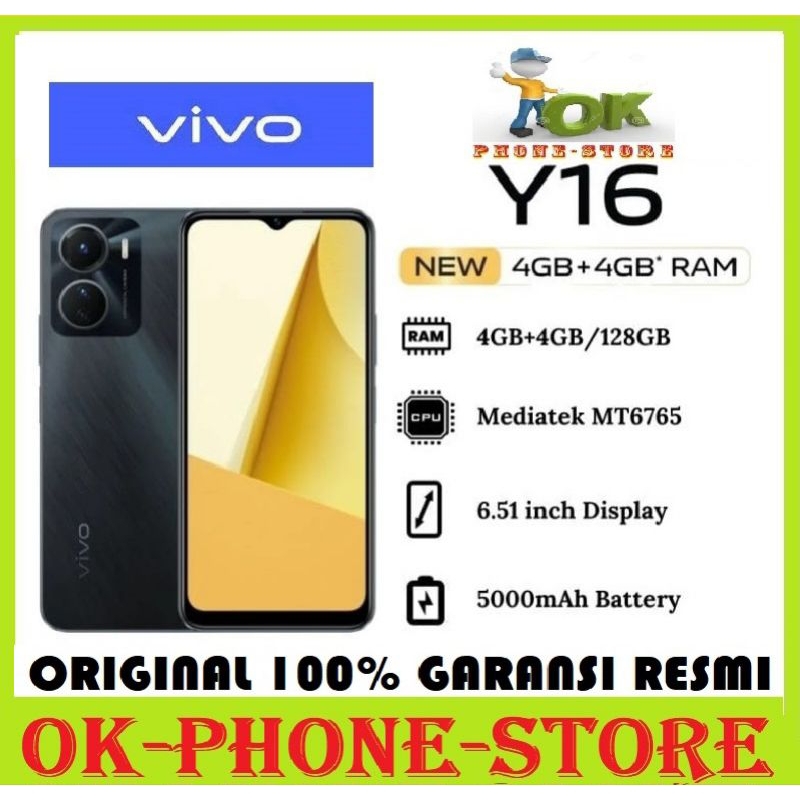 vivo
OK
PHONE-STORE
Y16
NEW 4GB+4GB* RAM
RAM 4GB+4GB/128GB
CPU Mediatek MT6765
6.51 inch Display
5000mAh Battery
vivo
ORIGINAL 100% GARANSI RESMI
OK-PHONE-STORE